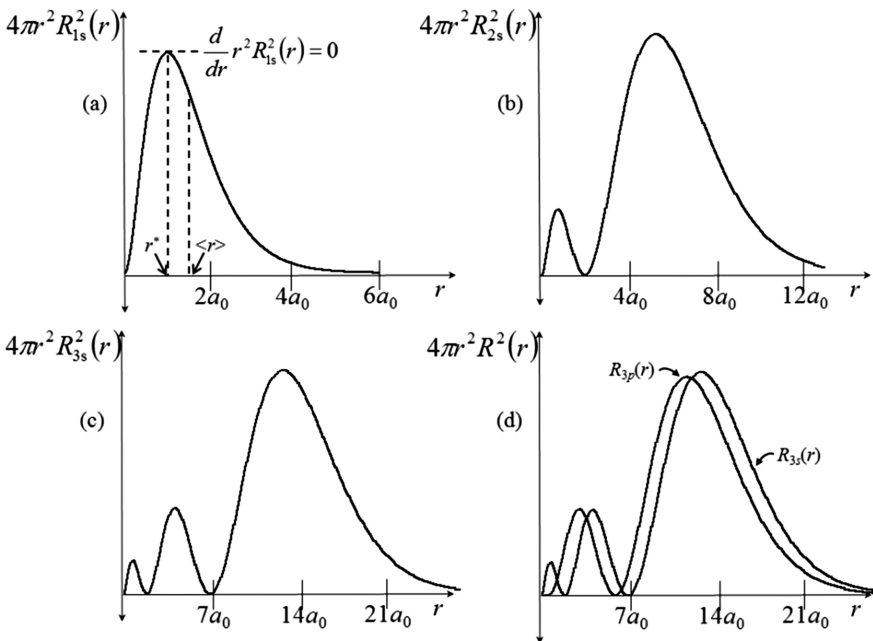 4πr²R²₁ₛ(r)
d/dr r²R²₁ₛ(r) = 0
(a)
r*
<r>
2a₀ 4a₀ 6a₀ r
4πr²R²₂ₛ(r)
(b)
4a₀ 8a₀ 12a₀ r
4πr²R²₃ₛ(r)
(c)
7a₀ 14a₀ 21a₀ r
4πr²R²(r)
R₃ₚ(r)
(d)
R₃ₛ(r)
7a₀ 14a₀ 21a₀ r